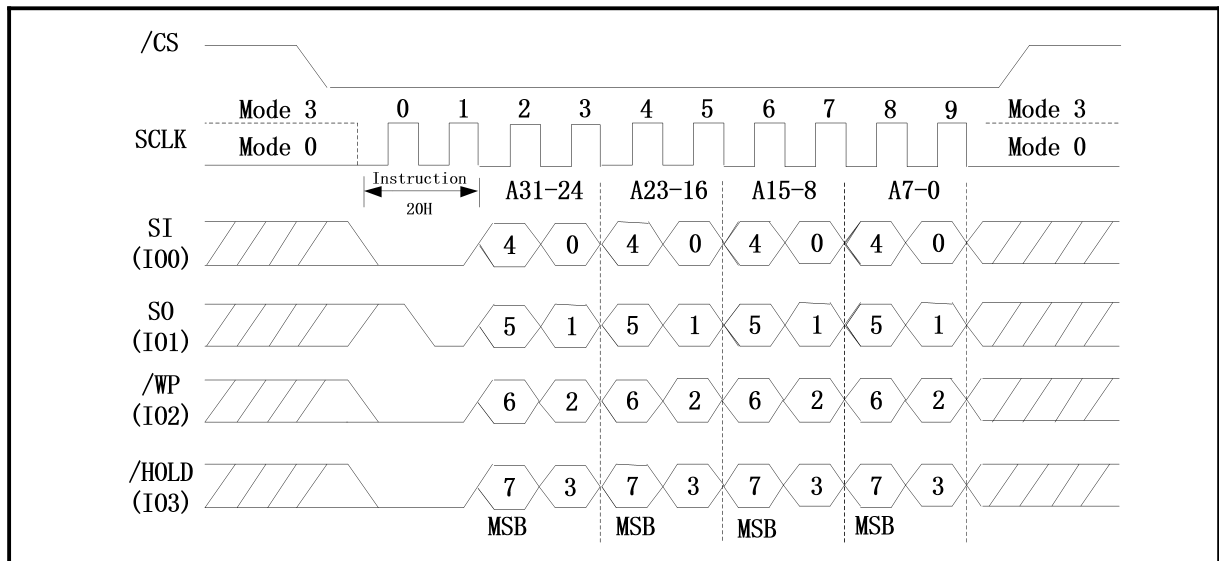 /CS
Mode 3 0 1 2 3 4 5 6 7 8 9 Mode 3
SCLK
Mode 0 Mode 0
Instruction
20H
A31-24 A23-16 A15-8 A7-0
SI
(IO0)
4 0 4 0 4 0 4 0
SO
(IO1)
5 1 5 1 5 1 5 1
/WP
(IO2)
6 2 6 2 6 2 6 2
/HOLD
(IO3)
7 3 7 3 7 3 7 3
MSB MSB MSB MSB